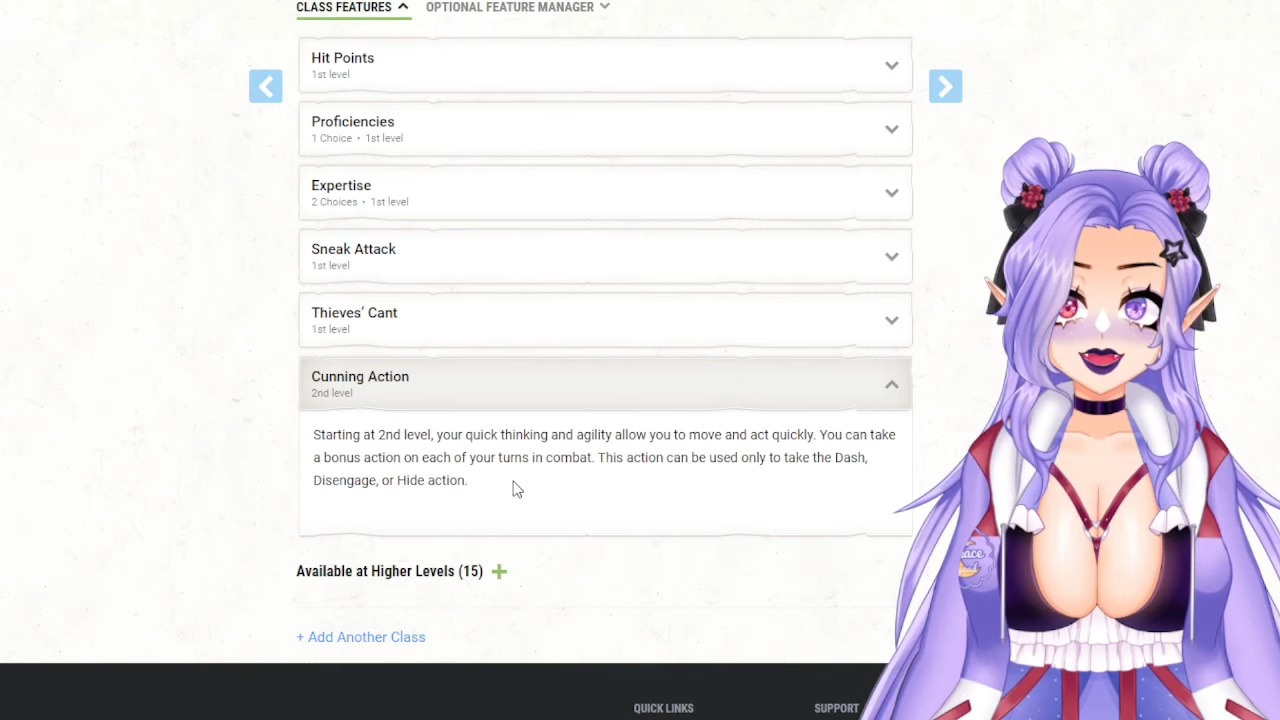 CLASS FEATURES
OPTIONAL FEATURE MANAGER
Hit Points
1st level
Proficiencies
1 Choice • 1st level
Expertise
2 Choices • 1st level
Sneak Attack
1st level
Thieves’ Cant
1st level
Cunning Action
2nd level
Starting at 2nd level, your quick thinking and agility allow you to move and act quickly. You can take
a bonus action on each of your turns in combat. This action can be used only to take the Dash,
Disengage, or Hide action.
Available at Higher Levels (15)
+ Add Another Class
QUICK LINKS
SUPPORT